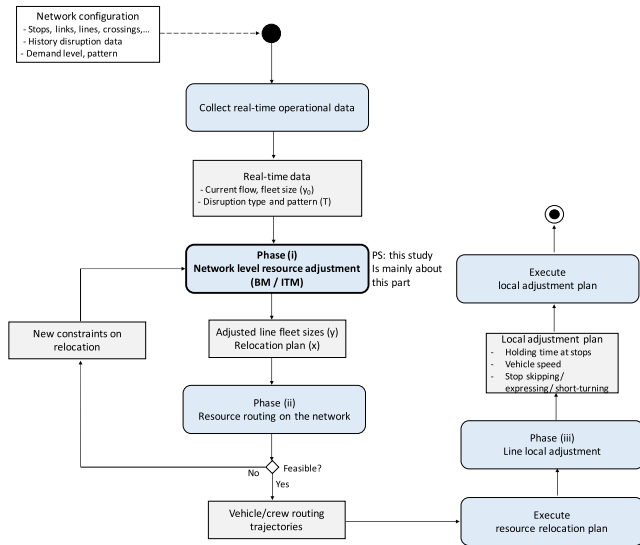 Network configuration
- Stops, links, lines, crossings,...
- History disruption data
- Demand level, pattern
Collect real-time operational data
Real-time data
- Current flow, fleet size (y₀)
- Disruption type and pattern (T)
Phase (i)
Network level resource adjustment
(BM / ITM)
PS: this study
Is mainly about
this part
New constraints on
relocation
Adjusted line fleet sizes (y)
Relocation plan (x)
Phase (ii)
Resource routing on the network
Feasible?
No
Yes
Vehicle/crew routing
trajectories
Execute
resource relocation plan
Phase (iii)
Line local adjustment
Local adjustment plan
- Holding time at stops
- Vehicle speed
- Stop skipping/
expressing/short-turning
Execute
local adjustment plan